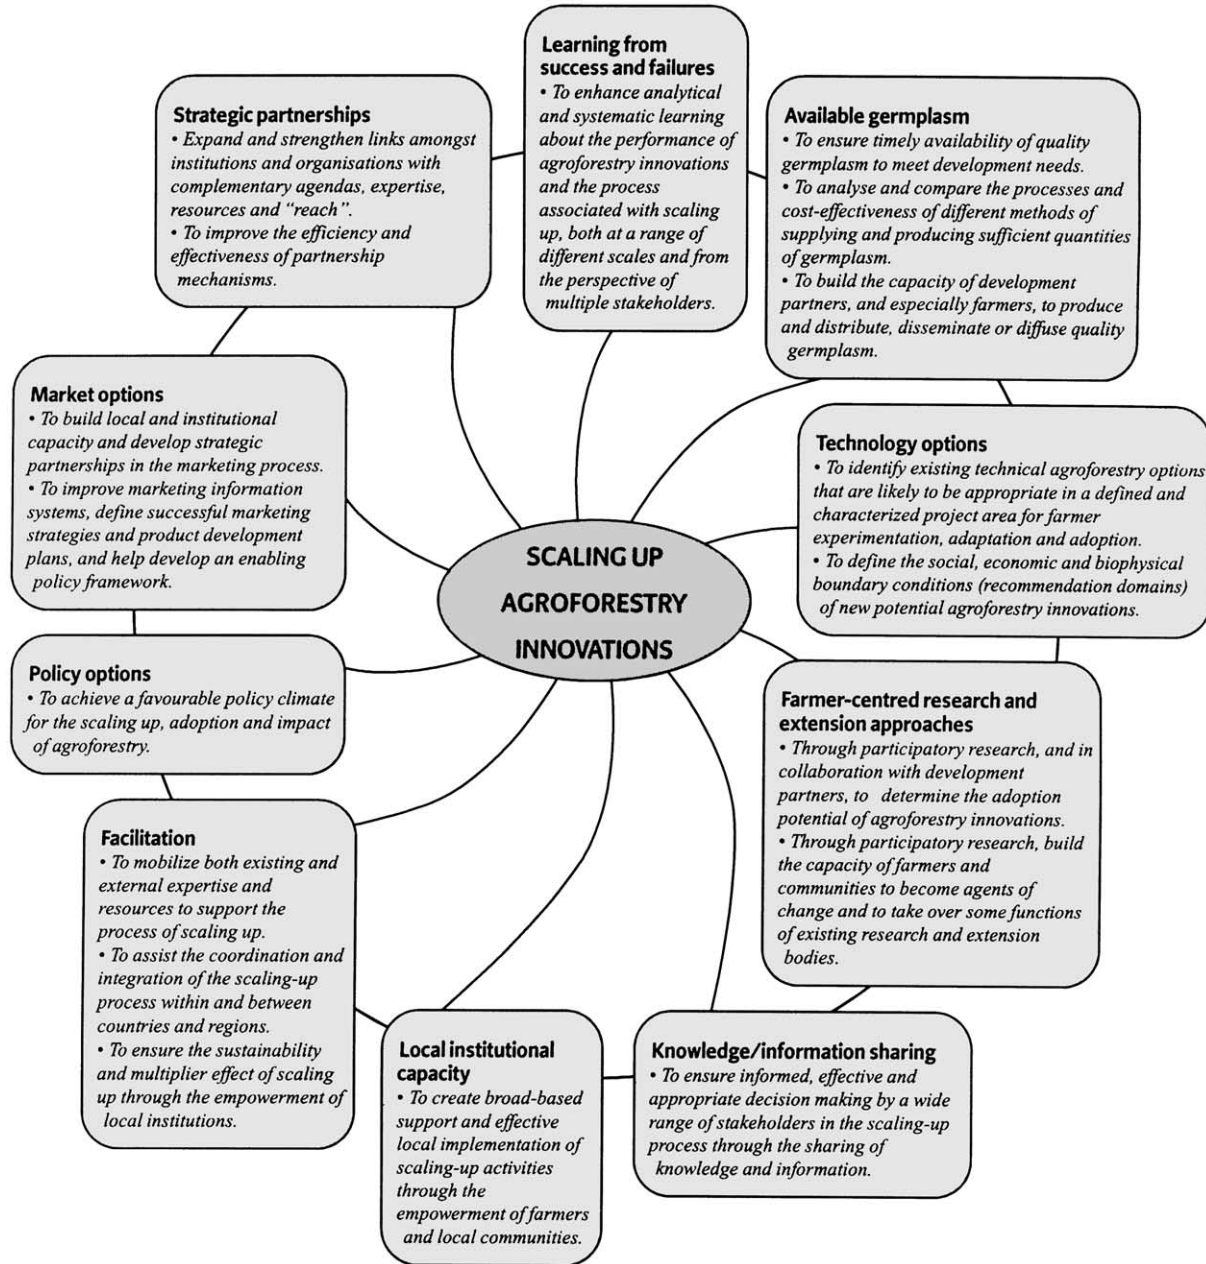 Learning from
success and failures
• To enhance analytical
and systematic learning
about the performance of
agroforestry innovations
and the process
associated with scaling
up, both at a range of
different scales and from
the perspective of
multiple stakeholders.
Strategic partnerships
• Expand and strengthen links amongst
institutions and organisations with
complementary agendas, expertise,
resources and “reach”.
• To improve the efficiency and
effectiveness of partnership
mechanisms.
Available germplasm
• To ensure timely availability of quality
germplasm to meet development needs.
• To analyse and compare the processes and
cost-effectiveness of different methods of
supplying and producing sufficient quantities
of germplasm.
• To build the capacity of development
partners, and especially farmers, to produce
and distribute, disseminate or diffuse quality
germplasm.
Market options
• To build local and institutional
capacity and develop strategic
partnerships in the marketing process.
• To improve marketing information
systems, define successful marketing
strategies and product development
plans, and help develop an enabling
policy framework.
Technology options
• To identify existing technical agroforestry options
that are likely to be appropriate in a defined and
characterized project area for farmer
experimentation, adaptation and adoption.
• To define the social, economic and biophysical
boundary conditions (recommendation domains)
of new potential agroforestry innovations.
SCALING UP
AGROFORESTRY
INNOVATIONS
Policy options
• To achieve a favourable policy climate
for the scaling up, adoption and impact
of agroforestry.
Farmer-centred research and
extension approaches
• Through participatory research, and in
collaboration with development
partners, to determine the adoption
potential of agroforestry innovations.
• Through participatory research, build
the capacity of farmers and
communities to become agents of
change and to take over some functions
of existing research and extension
bodies.
Facilitation
• To mobilize both existing and
external expertise and
resources to support the
process of scaling up.
• To assist the coordination and
integration of the scaling-up
process within and between
countries and regions.
• To ensure the sustainability
and multiplier effect of scaling
up through the empowerment of
local institutions.
Local institutional
capacity
• To create broad-based
support and effective
local implementation of
scaling-up activities
through the
empowerment of farmers
and local communities.
Knowledge/information sharing
• To ensure informed, effective and
appropriate decision making by a wide
range of stakeholders in the scaling-up
process through the sharing of
knowledge and information.